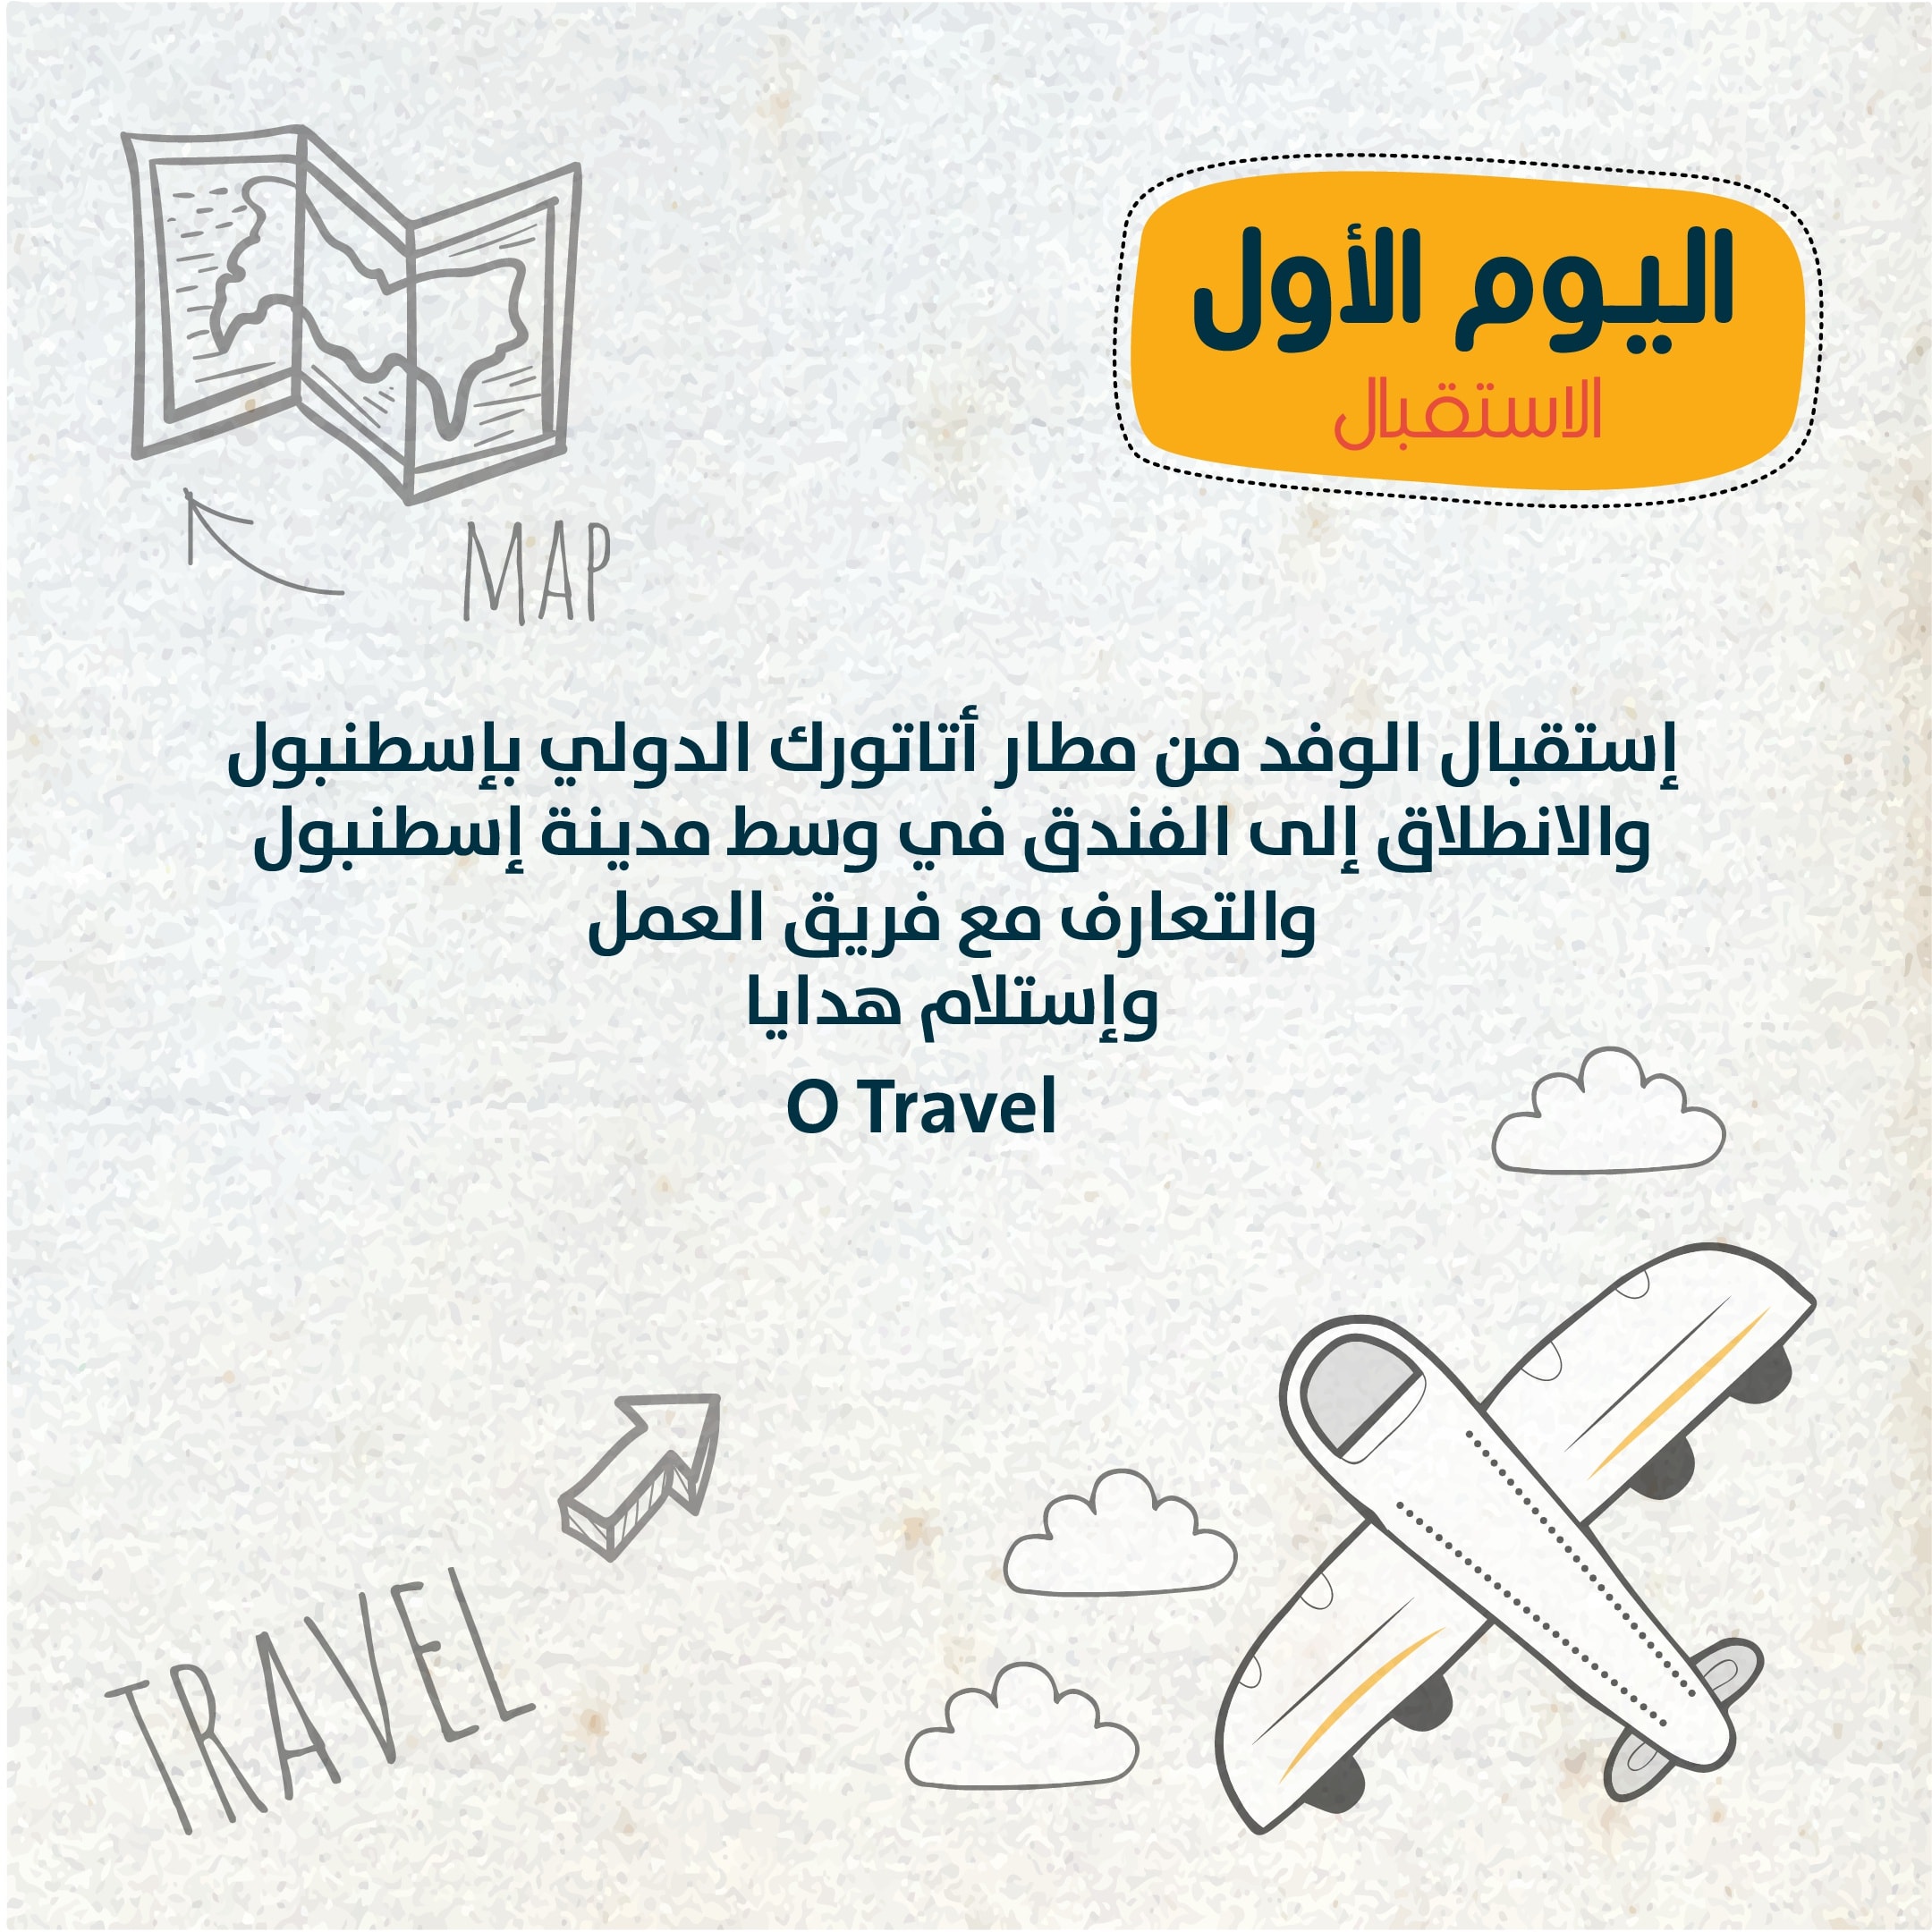 اليوم الأول
الاستقبال
MAP
إستقبال الوفد من مطار أتاتورك الدولي بإسطنبول
والانطلاق إلى الفندق في وسط مدينة إسطنبول
والتعارف مع فريق العمل
وإستلام هدايا
O Travel
TRAVEL